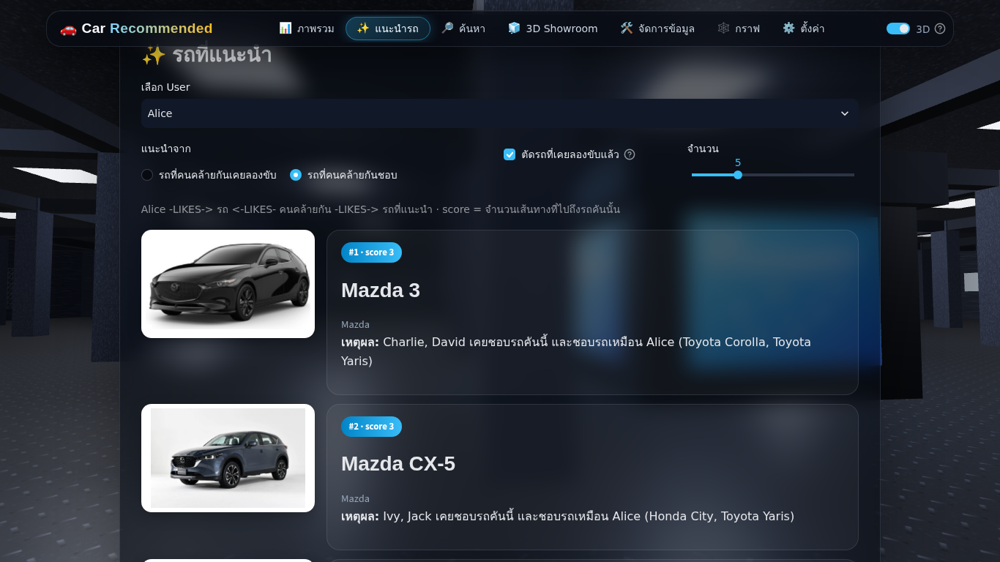 🚗 Car Recommended
📊 ภาพรวม
✨ แนะนำรถ
🔎 ค้นหา
🧊 3D Showroom
🛠️ จัดการข้อมูล
🕸️ กราฟ
⚙️ ตั้งค่า
3D
✨ รถที่แนะนำ
เลือก User
Alice
แนะนำจาก
รถที่คนคล้ายกันเคยลองขับ
รถที่คนคล้ายกันชอบ
ตัดรถที่เคยลองขับแล้ว
จำนวน
5
Alice -LIKES-> รถ <-LIKES- คนคล้ายกัน -LIKES-> รถที่แนะนำ · score = จำนวนเส้นทางที่ไปถึงรถคันนั้น
#1 · score 3
Mazda 3
Mazda
เหตุผล: Charlie, David เคยชอบรถคันนี้ และชอบรถเหมือน Alice (Toyota Corolla, Toyota
Yaris)
#2 · score 3
Mazda CX-5
Mazda
เหตุผล: Ivy, Jack เคยชอบรถคันนี้ และชอบรถเหมือน Alice (Honda City, Toyota Yaris)